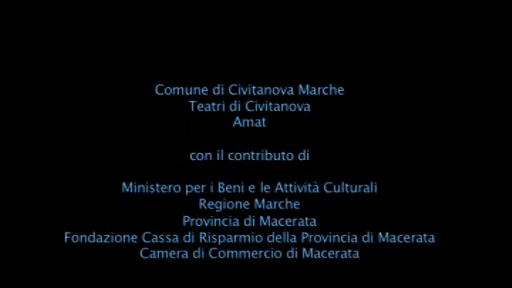 Comune di Civitanova Marche
Teatri di Civitanova
Amat
con il contributo di
Ministero per i Beni e le Attività Culturali
Regione Marche
Provincia di Macerata
Fondazione Cassa di Risparmio della Provincia di Macerata
Camera di Commercio di Macerata